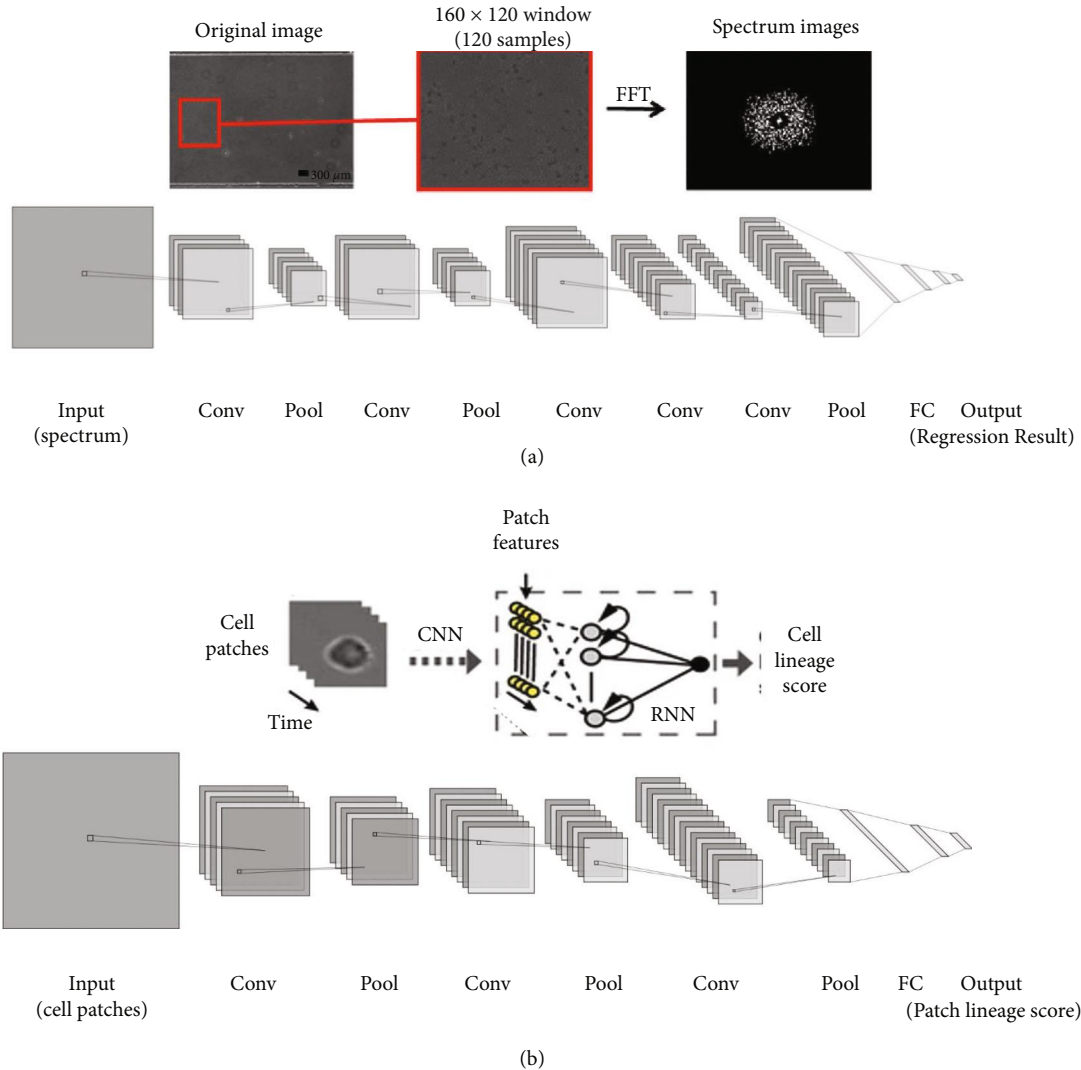 Original image
160 × 120 window
(120 samples)
Spectrum images
FFT
300 μm
Input
(spectrum)
Conv
Pool
Conv
Pool
Conv
Conv
Conv
Pool
FC
Output
(Regression Result)
(a)
Patch
features
Cell
patches
CNN
Cell
lineage
score
Time
RNN
Input
(cell patches)
Conv
Pool
Conv
Pool
Conv
Pool
FC
Output
(Patch lineage score)
(b)